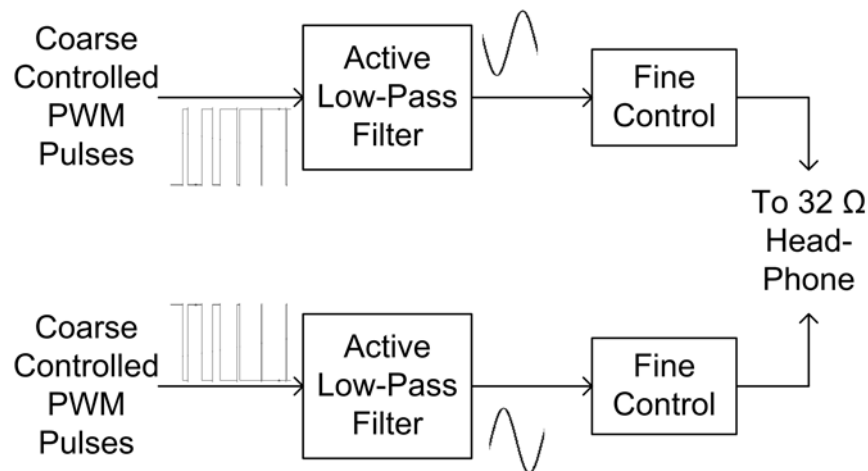 Coarse
Controlled
PWM
Pulses
Active
Low-Pass
Filter
Fine
Control
To 32 Ω
Head-
Phone
Coarse
Controlled
PWM
Pulses
Active
Low-Pass
Filter
Fine
Control